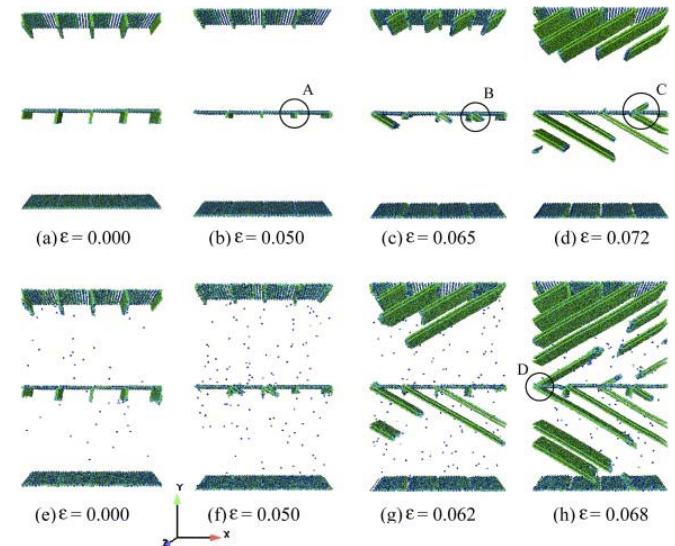 A
B
C
(a) ε = 0.000
(b) ε = 0.050
(c) ε = 0.065
(d) ε = 0.072
D
(e) ε = 0.000
(f) ε = 0.050
(g) ε = 0.062
(h) ε = 0.068
Y
X
Z